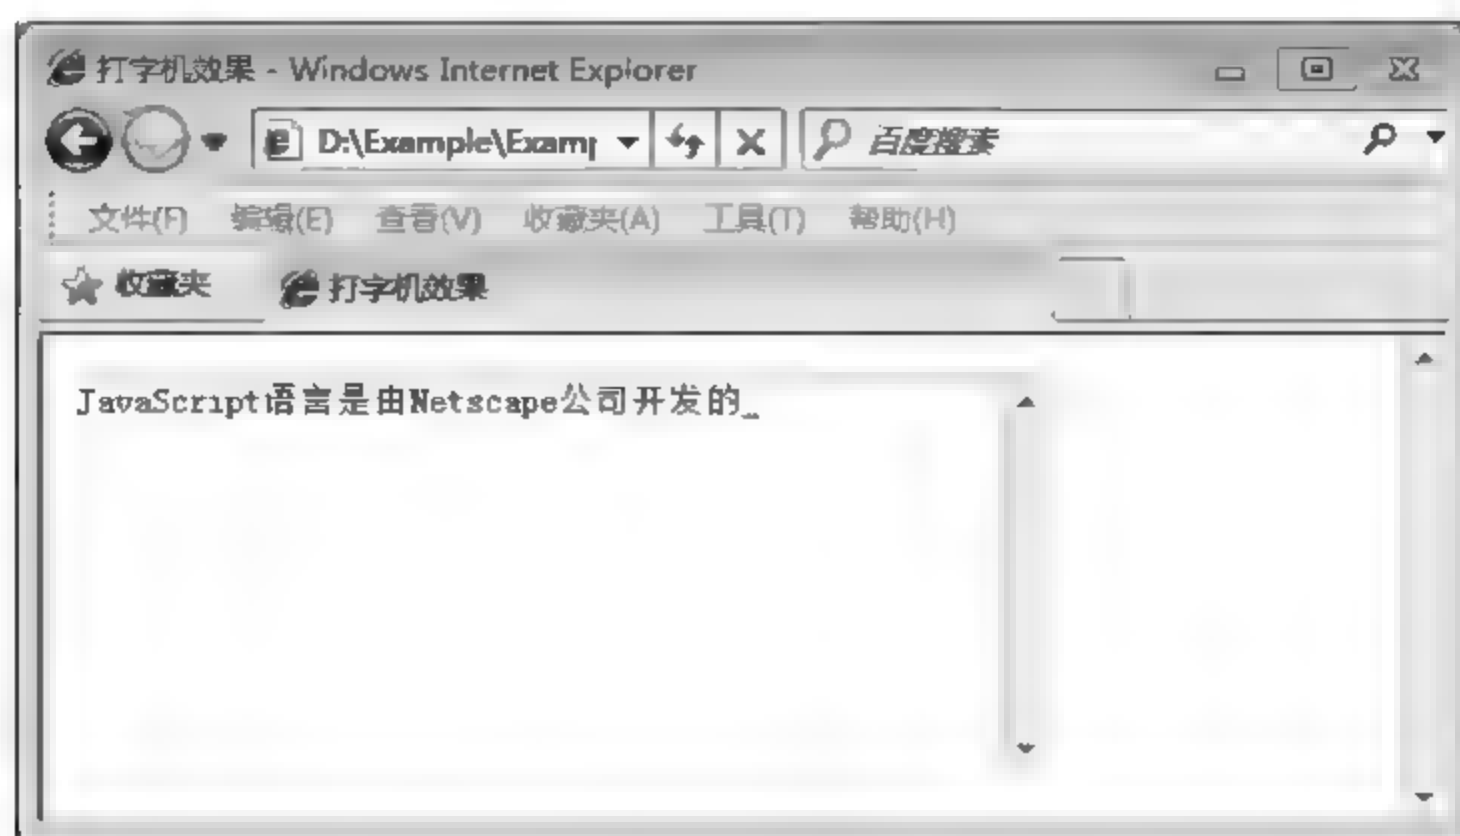 打字机效果 - Windows Internet Explorer
D:\Example\Examp 百度搜索
文件(F) 编辑(E) 查看(V) 收藏夹(A) 工具(T) 帮助(H)
收藏夹 打字机效果
JavaScript语言是由Netscape公司开发的_